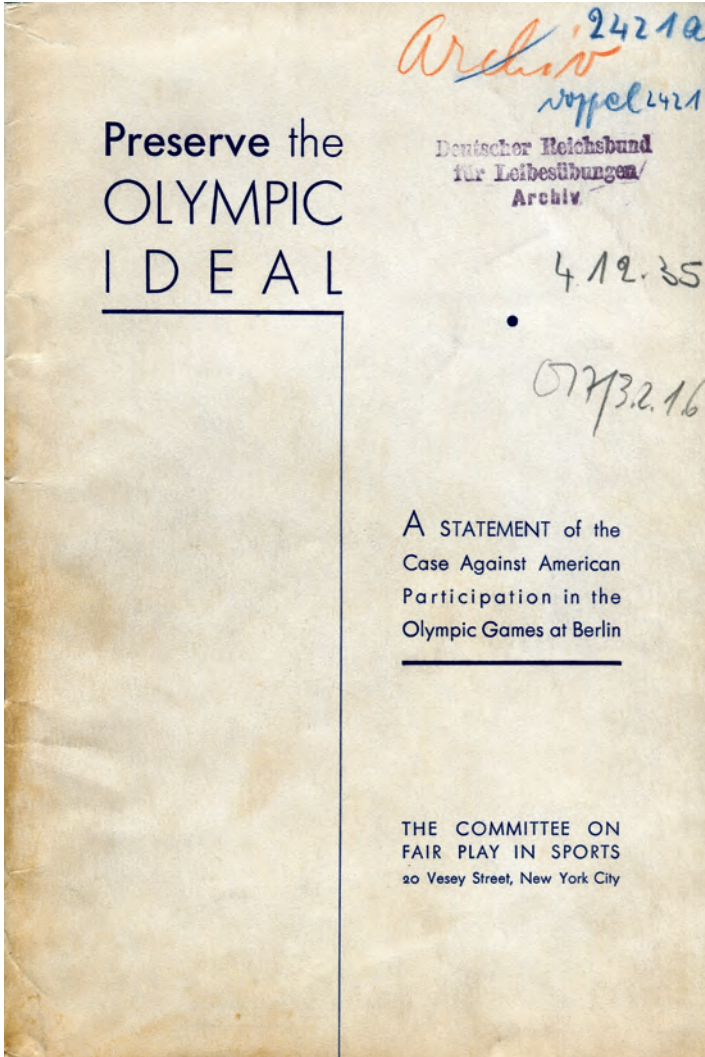 2421a
Archiv
doppel 2421
Preserve the
OLYMPIC
IDEAL
Deutscher Reichsbund
für Leibesübungen/
Archiv
4.12.35
A STATEMENT of the
Case Against American
Participation in the
Olympic Games at Berlin
THE COMMITTEE ON
FAIR PLAY IN SPORTS
20 Vesey Street, New York City